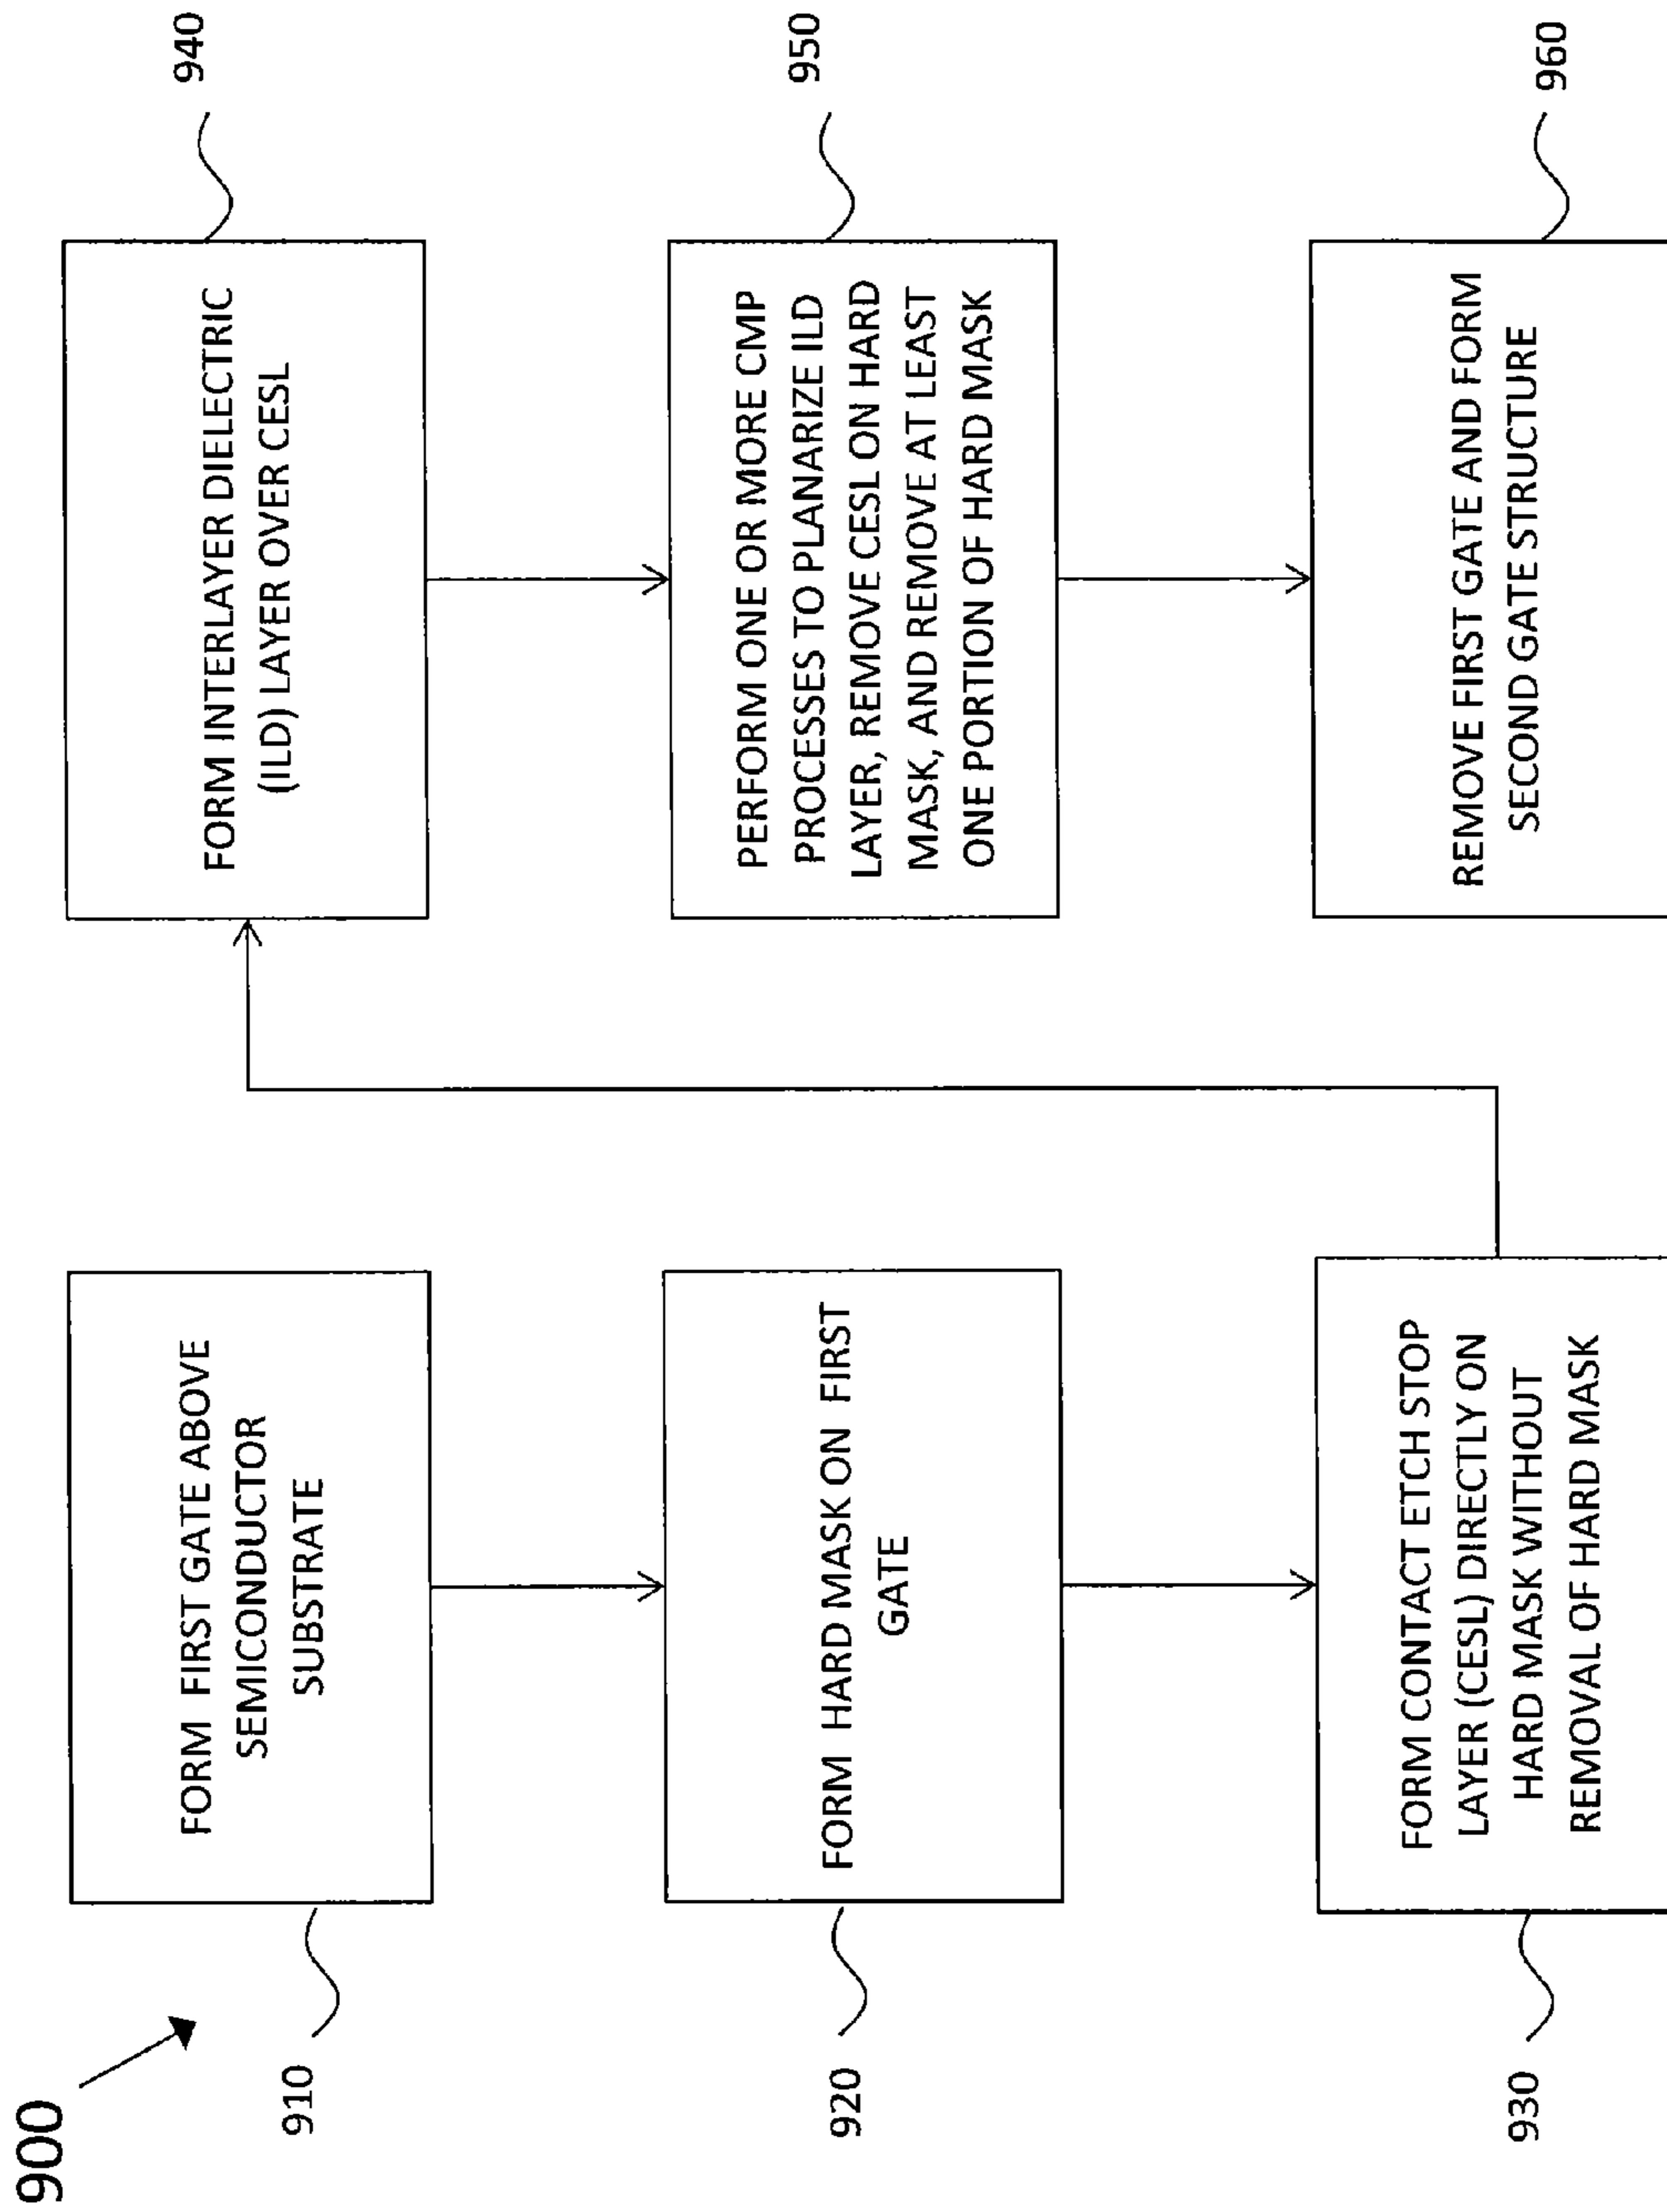 900
910
FORM FIRST GATE ABOVE
SEMICONDUCTOR
SUBSTRATE
920
FORM HARD MASK ON FIRST
GATE
930
FORM CONTACT ETCH STOP
LAYER (CESL) DIRECTLY ON
HARD MASK WITHOUT
REMOVAL OF HARD MASK
940
FORM INTERLAYER DIELECTRIC
(ILD) LAYER OVER CESL
950
PERFORM ONE OR MORE CMP
PROCESSES TO PLANARIZE ILD
LAYER, REMOVE CESL ON HARD
MASK, AND REMOVE AT LEAST
ONE PORTION OF HARD MASK
960
REMOVE FIRST GATE AND FORM
SECOND GATE STRUCTURE